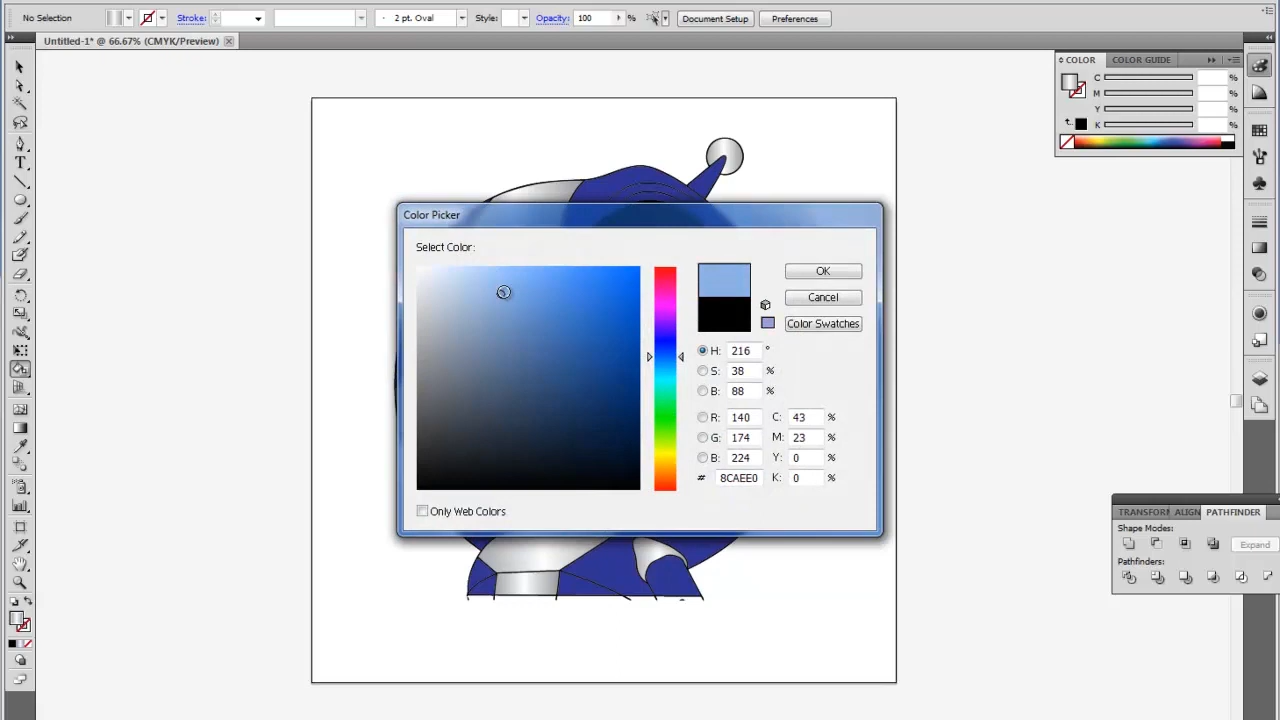 No Selection Stroke: 2 pt. Oval Style: Opacity: 100 % Document Setup Preferences
Untitled-1* @ 66.67% (CMYK/Preview)
COLOR COLOR GUIDE
C %
M %
Y %
K %
Color Picker
Select Color:
OK
Cancel
Color Swatches
H: 216 °
S: 38 %
B: 88 %
R: 140 C: 43 %
G: 174 M: 23 %
B: 224 Y: 0 %
# 8CAEE0 K: 0 %
Only Web Colors
TRANSFORM ALIGN PATHFINDER
Shape Modes:
Expand
Pathfinders: